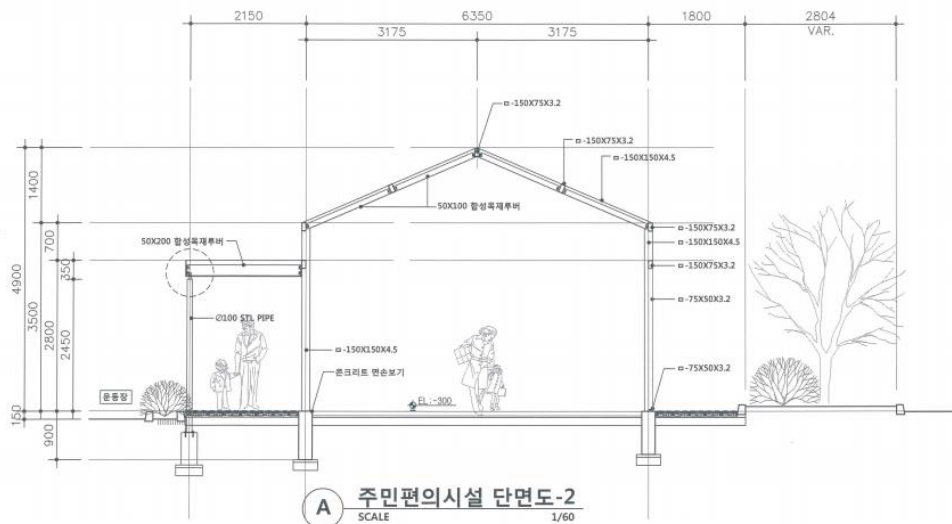 2150
6350
1800
2804
3175
3175
VAR.
ㅁ-150X75X3.2
ㅁ-150X75X3.2
ㅁ-150X150X4.5
1400
50X100 합성목재루버
700
ㅁ-150X75X3.2
50X200 합성목재루버
ㅁ-150X150X4.5
350
ㅁ-150X75X3.2
4900
3500
2800
2450
ㅁ-75X50X3.2
∅100 STL PIPE
ㅁ-150X150X4.5
ㅁ-75X50X3.2
콘크리트 면손보기
운동장
EL:-300
150
900
A
주민편의시설 단면도-2
SCALE 1/60